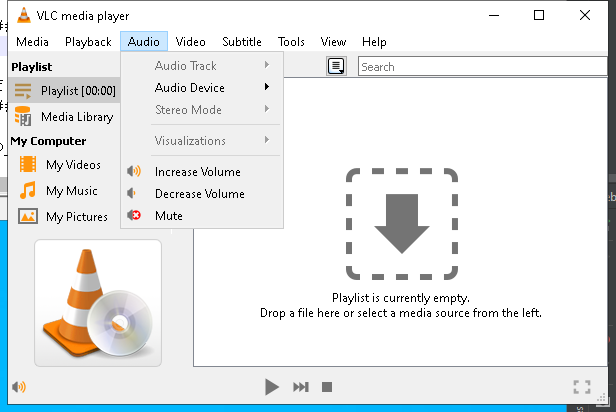 VLC media player
Media Playback Audio Video Subtitle Tools View Help
Playlist
Playlist [00:00]
Media Library
My Computer
My Videos
My Music
My Pictures
Audio Track
Audio Device
Stereo Mode
Visualizations
Increase Volume
Decrease Volume
Mute
Search
Playlist is currently empty.
Drop a file here or select a media source from the left.